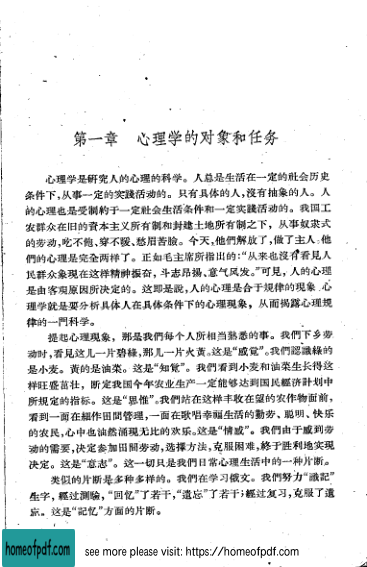 第一章　心理学的对象和任务
心理学是研究人的心理的科学。人总是生活在一定的社会历史
条件下,从事一定的实践活动的。只有具体的人,沒有抽象的人。人
的心理也是受制約于一定社会生活条件和一定实践活动的。我国工
农群众在旧的資本主义所有制和封建土地所有制之下，从事奴隶式
的劳动,吃不飽、穿不暖、愁眉苦臉。今天,他們解放了,做了主人,他
們的心理是完全两样了。正如毛主席所指出的:“从来也沒有看見人
民群众象現在这样精神振奋,斗志昂揚、意气风发。”可見，人的心理
是由客观原因所决定的。这即是說,人的心理是合于規律的現象.心
理学就是要分析具体人在具体条件下的心理現象，从而揭露心理規
律的一門科学。
提起心理現象，那是我們每个人所相当熟悉的事。我們下乡劳
动时,看見这儿一片碧綠,那儿一片火黃。这是“感觉”。我們認識綠的
是小麦。黃的是油菜。这是“知觉”。我們看到小麦和油菜生长得这
样旺盛茁壮，断定我国今年农业生产一定能够达到国民經济計划中
所規定的指标。这是“思惟”。我們站在这样丰收在望的农作物面前,
看到一面在細作田間管理,一面在歌唱幸福生活的勤劳、聪明、快乐
的农民,心中也油然涌現无比的欢乐。这是“情感”。我們由于感到劳
动的需要,决定参加田間劳动,选擇方法,克服困难,終于胜利地实現
决定。这是“意志”。这一切只是我們日常心理生活中的一种片断。
类似的片断是多种多样的。我們在学习俄文。我們努力“識記”
生字，經过測驗，“回忆”了若干,“遺忘”了若干;經过复习,克服了遺
忘。这是“記忆”方面的片断。
homeofpdf.com
see more please visit: https://homeofpdf.com